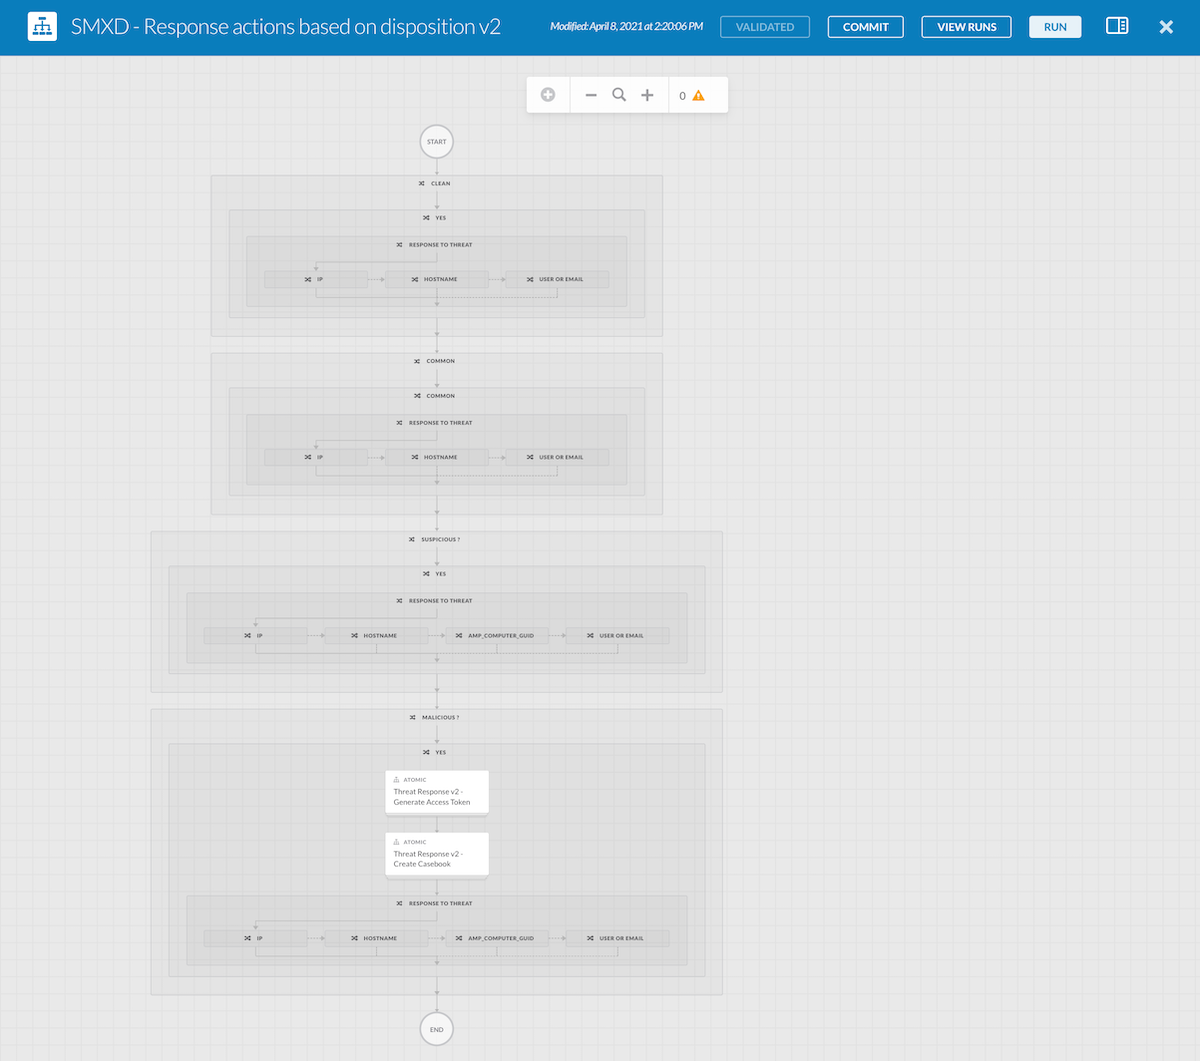 SMXD - Response actions based on disposition v2
Modified: April 8, 2021 at 2:20:06 PM
VALIDATED
COMMIT
VIEW RUNS
RUN
0
START
CLEAN
YES
RESPONSE TO THREAT
IP
HOSTNAME
USER OR EMAIL
COMMON
COMMON
RESPONSE TO THREAT
IP
HOSTNAME
USER OR EMAIL
SUSPICIOUS ?
YES
RESPONSE TO THREAT
IP
HOSTNAME
AMP_COMPUTER_GUID
USER OR EMAIL
MALICIOUS ?
YES
ATOMIC
Threat Response v2 -
Generate Access Token
ATOMIC
Threat Response v2 -
Create Casebook
RESPONSE TO THREAT
IP
HOSTNAME
AMP_COMPUTER_GUID
USER OR EMAIL
END